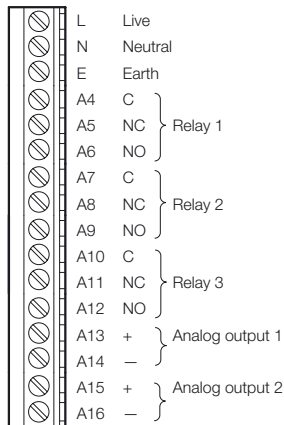 L Live
N Neutral
E Earth
A4 C
A5 NC Relay 1
A6 NO
A7 C
A8 NC Relay 2
A9 NO
A10 C
A11 NC Relay 3
A12 NO
A13 + Analog output 1
A14 –
A15 + Analog output 2
A16 –